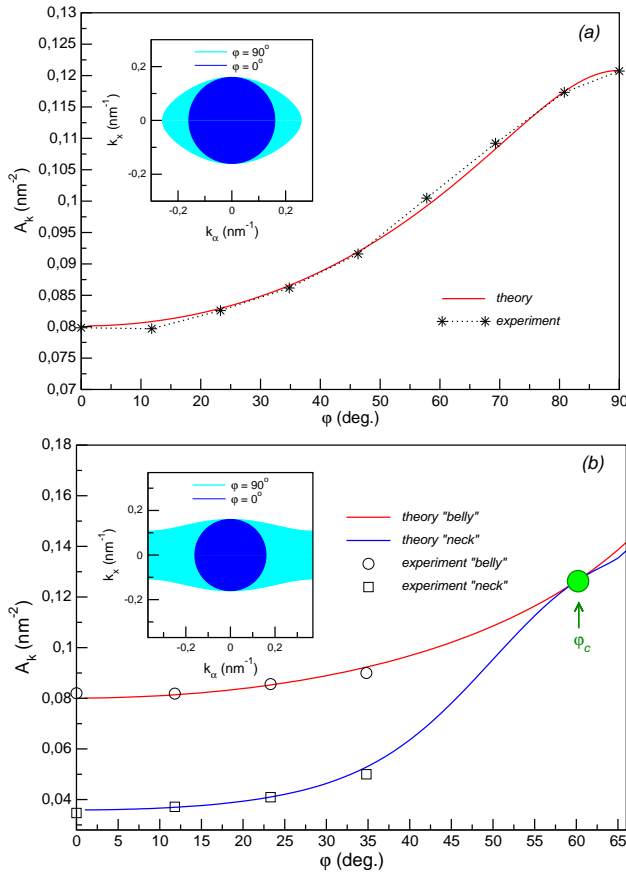 (a)
A_k (nm^-2)
0,13
0,125
0,12
0,115
0,11
0,105
0,1
0,095
0,09
0,085
0,08
0,075
0,07
φ = 90°
φ = 0°
k_x (nm^-1)
0,2
0
-0,2
-0,2 0 0,2
k_α (nm^-1)
theory
experiment
0 10 20 30 40 50 60 70 80 90
φ (deg.)
(b)
A_k (nm^-2)
0,18
0,16
0,14
0,12
0,1
0,08
0,06
0,04
φ = 90°
φ = 0°
k_x (nm^-1)
0,2
0
-0,2
-0,2 0 0,2
k_α (nm^-1)
theory "belly"
theory "neck"
experiment "belly"
experiment "neck"
φ_c
0 5 10 15 20 25 30 35 40 45 50 55 60 65
φ (deg.)